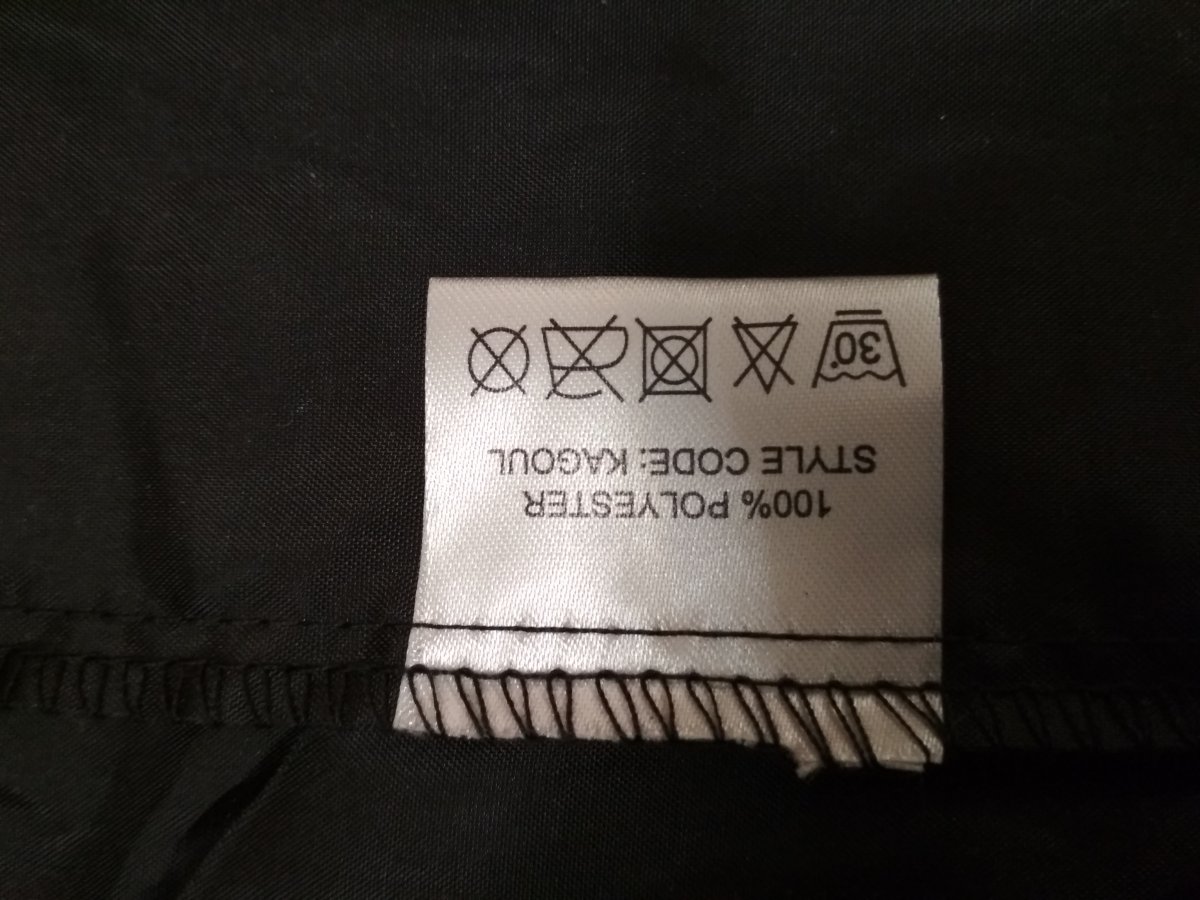 100% POLYESTER
STYLE CODE: KAGOUL
30°